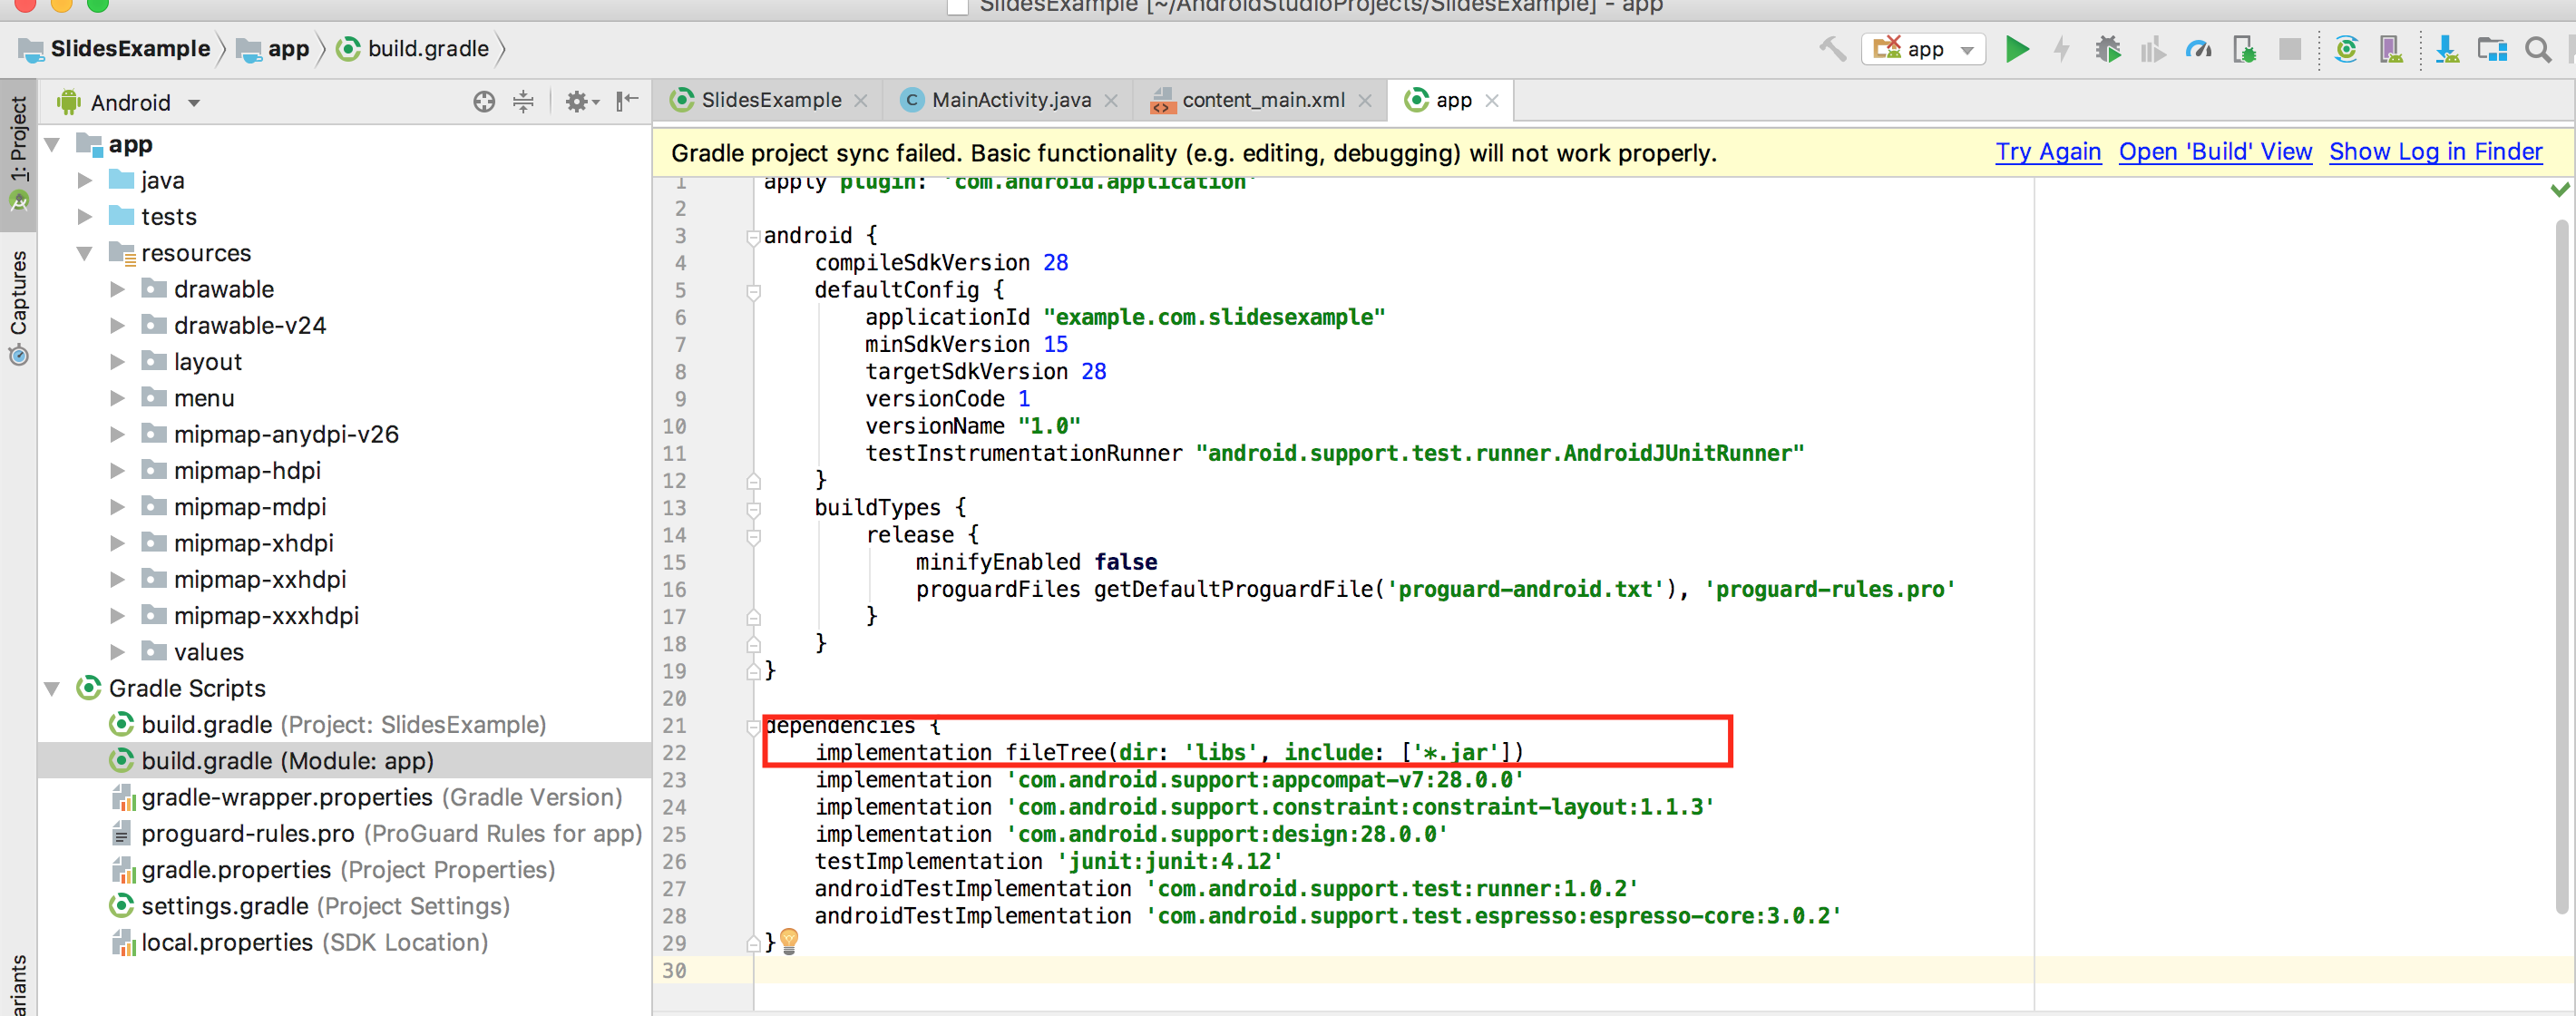 SlidesExample [~/AndroidStudioProjects/SlidesExample] - app
SlidesExample app build.gradle
app
1: Project
Captures
Android
app
java
tests
resources
drawable
drawable-v24
layout
menu
mipmap-anydpi-v26
mipmap-hdpi
mipmap-mdpi
mipmap-xhdpi
mipmap-xxhdpi
mipmap-xxxhdpi
values
Gradle Scripts
build.gradle (Project: SlidesExample)
build.gradle (Module: app)
gradle-wrapper.properties (Gradle Version)
proguard-rules.pro (ProGuard Rules for app)
gradle.properties (Project Properties)
settings.gradle (Project Settings)
local.properties (SDK Location)
SlidesExample MainActivity.java content_main.xml app
Gradle project sync failed. Basic functionality (e.g. editing, debugging) will not work properly. Try Again Open 'Build' View Show Log in Finder
1 apply plugin: 'com.android.application'
2
3 android {
4 compileSdkVersion 28
5 defaultConfig {
6 applicationId "example.com.slidesexample"
7 minSdkVersion 15
8 targetSdkVersion 28
9 versionCode 1
10 versionName "1.0"
11 testInstrumentationRunner "android.support.test.runner.AndroidJUnitRunner"
12 }
13 buildTypes {
14 release {
15 minifyEnabled false
16 proguardFiles getDefaultProguardFile('proguard-android.txt'), 'proguard-rules.pro'
17 }
18 }
19 }
20
21 dependencies {
22 implementation fileTree(dir: 'libs', include: ['*.jar'])
23 implementation 'com.android.support:appcompat-v7:28.0.0'
24 implementation 'com.android.support.constraint:constraint-layout:1.1.3'
25 implementation 'com.android.support:design:28.0.0'
26 testImplementation 'junit:junit:4.12'
27 androidTestImplementation 'com.android.support.test:runner:1.0.2'
28 androidTestImplementation 'com.android.support.test.espresso:espresso-core:3.0.2'
29 }
30
ariants